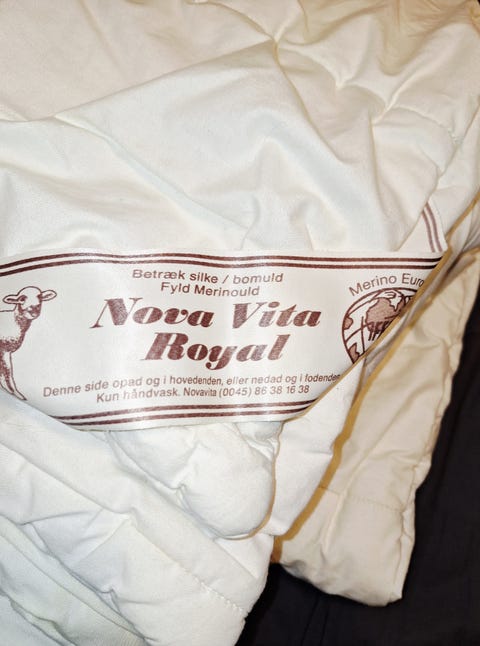 Betræk silke / bomuld
Fyld Merinould
Nova Vita
Royal
Merino Euro
Denne side opad og i hovedenden, eller nedad og i fodenden
Kun håndvask. Novavita (0045) 86 38 16 38